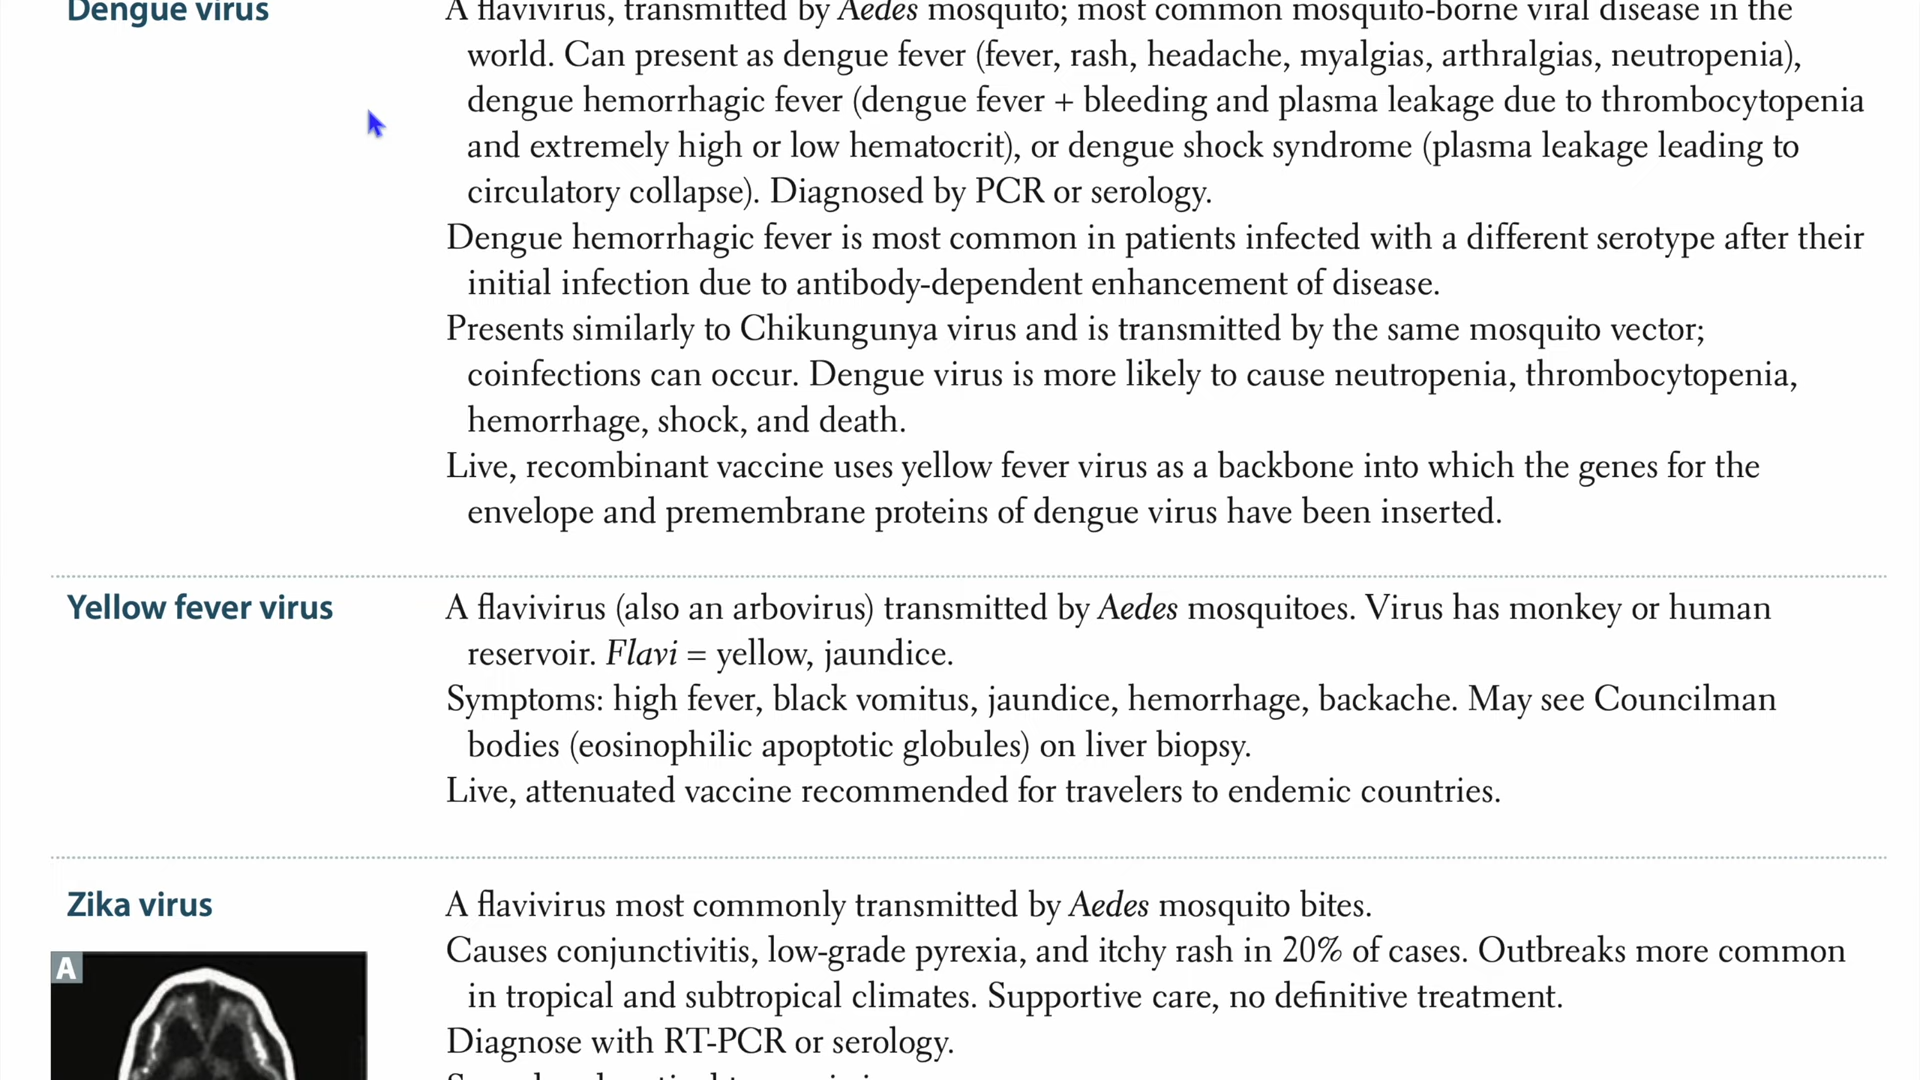 Dengue virus
A flavivirus, transmitted by Aedes mosquito; most common mosquito-borne viral disease in the
world. Can present as dengue fever (fever, rash, headache, myalgias, arthralgias, neutropenia),
dengue hemorrhagic fever (dengue fever + bleeding and plasma leakage due to thrombocytopenia
and extremely high or low hematocrit), or dengue shock syndrome (plasma leakage leading to
circulatory collapse). Diagnosed by PCR or serology.
Dengue hemorrhagic fever is most common in patients infected with a different serotype after their
initial infection due to antibody-dependent enhancement of disease.
Presents similarly to Chikungunya virus and is transmitted by the same mosquito vector;
coinfections can occur. Dengue virus is more likely to cause neutropenia, thrombocytopenia,
hemorrhage, shock, and death.
Live, recombinant vaccine uses yellow fever virus as a backbone into which the genes for the
envelope and premembrane proteins of dengue virus have been inserted.
Yellow fever virus
A flavivirus (also an arbovirus) transmitted by Aedes mosquitoes. Virus has monkey or human
reservoir. Flavi = yellow, jaundice.
Symptoms: high fever, black vomitus, jaundice, hemorrhage, backache. May see Councilman
bodies (eosinophilic apoptotic globules) on liver biopsy.
Live, attenuated vaccine recommended for travelers to endemic countries.
Zika virus
A flavivirus most commonly transmitted by Aedes mosquito bites.
Causes conjunctivitis, low-grade pyrexia, and itchy rash in 20% of cases. Outbreaks more common
in tropical and subtropical climates. Supportive care, no definitive treatment.
Diagnose with RT-PCR or serology.
A